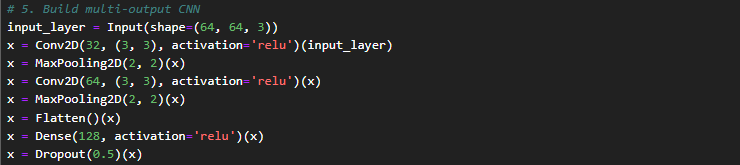 # 5. Build multi-output CNN
input_layer = Input(shape=(64, 64, 3))
x = Conv2D(32, (3, 3), activation='relu')(input_layer)
x = MaxPooling2D(2, 2)(x)
x = Conv2D(64, (3, 3), activation='relu')(x)
x = MaxPooling2D(2, 2)(x)
x = Flatten()(x)
x = Dense(128, activation='relu')(x)
x = Dropout(0.5)(x)